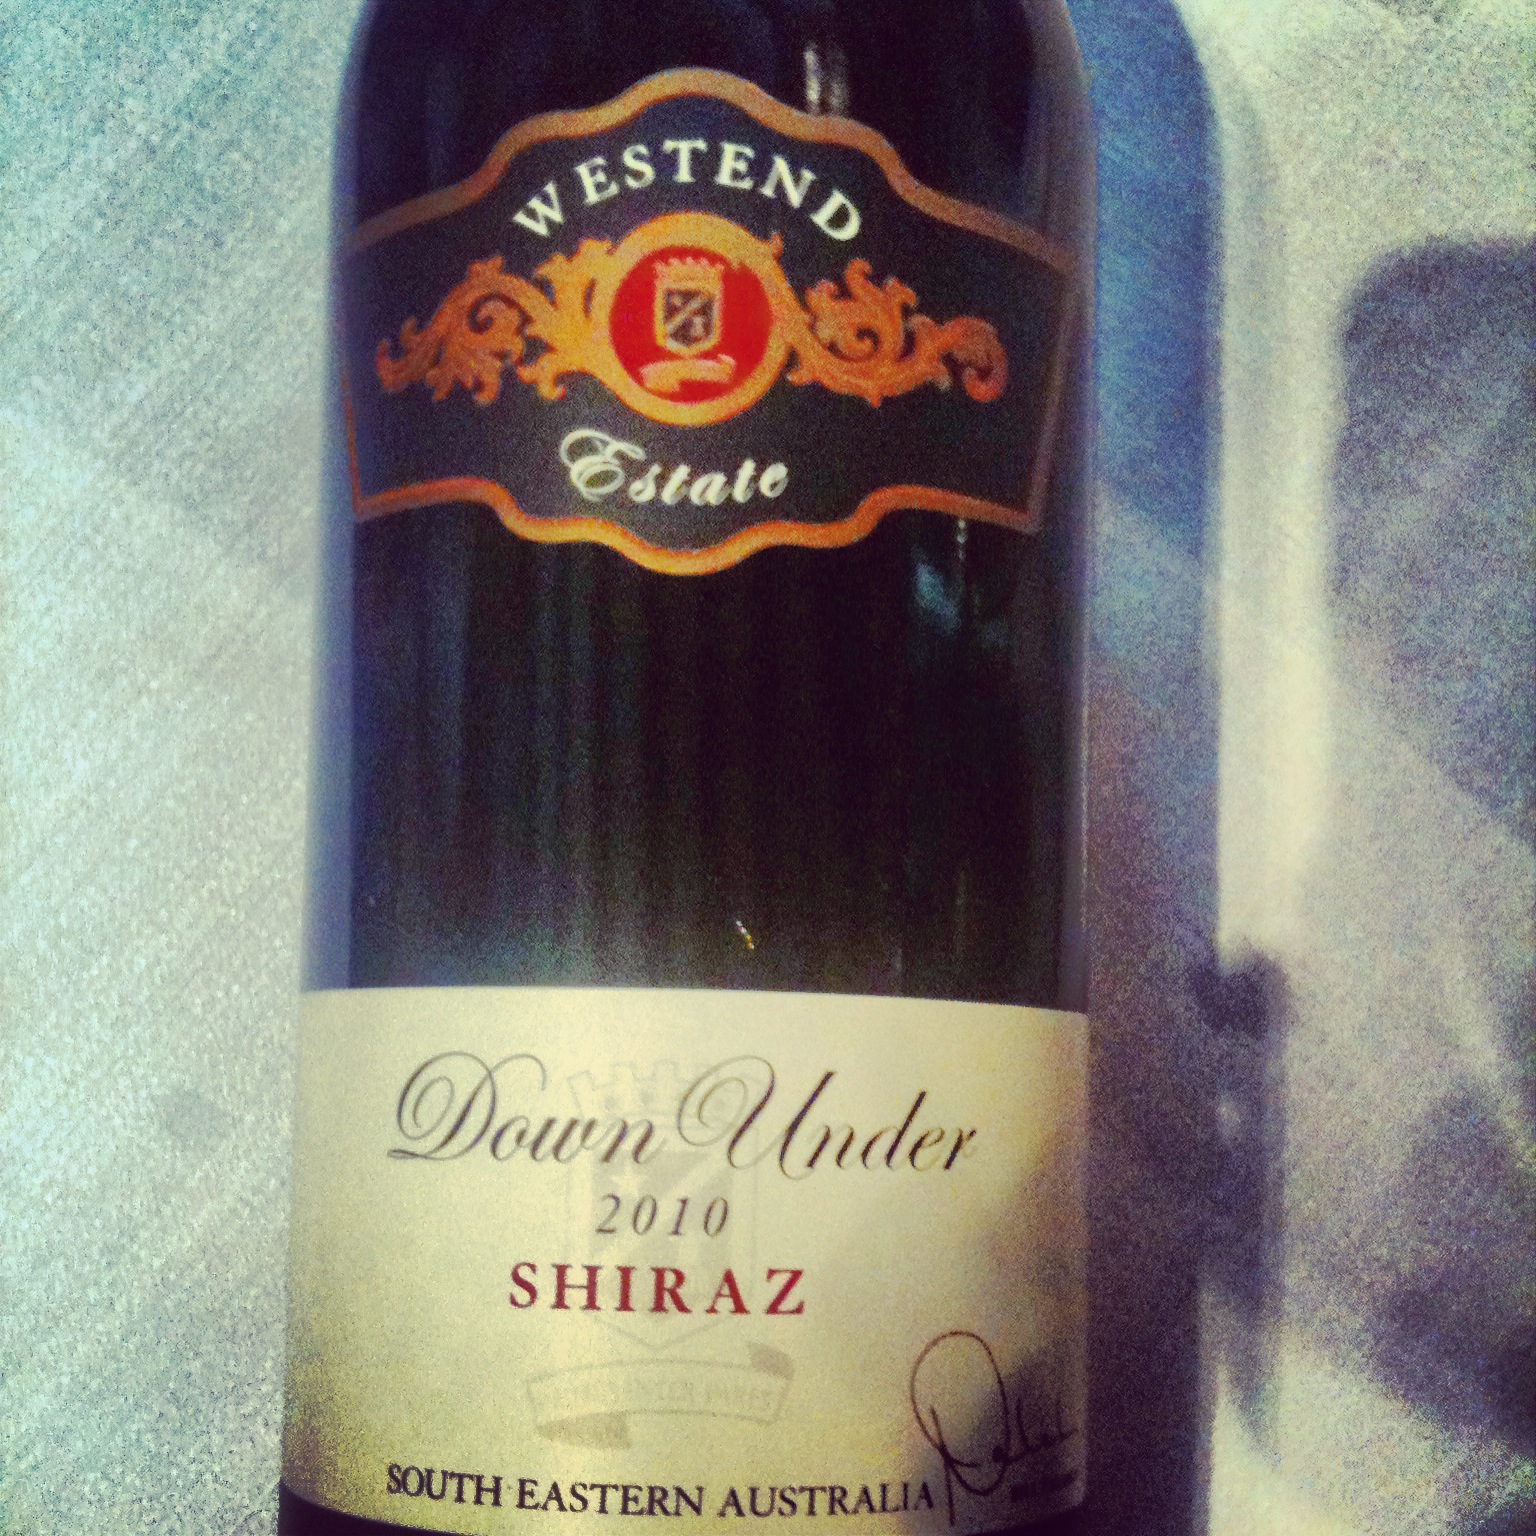 WESTEND
Estate
Down Under
2010
SHIRAZ
SOUTH EASTERN AUSTRALIA